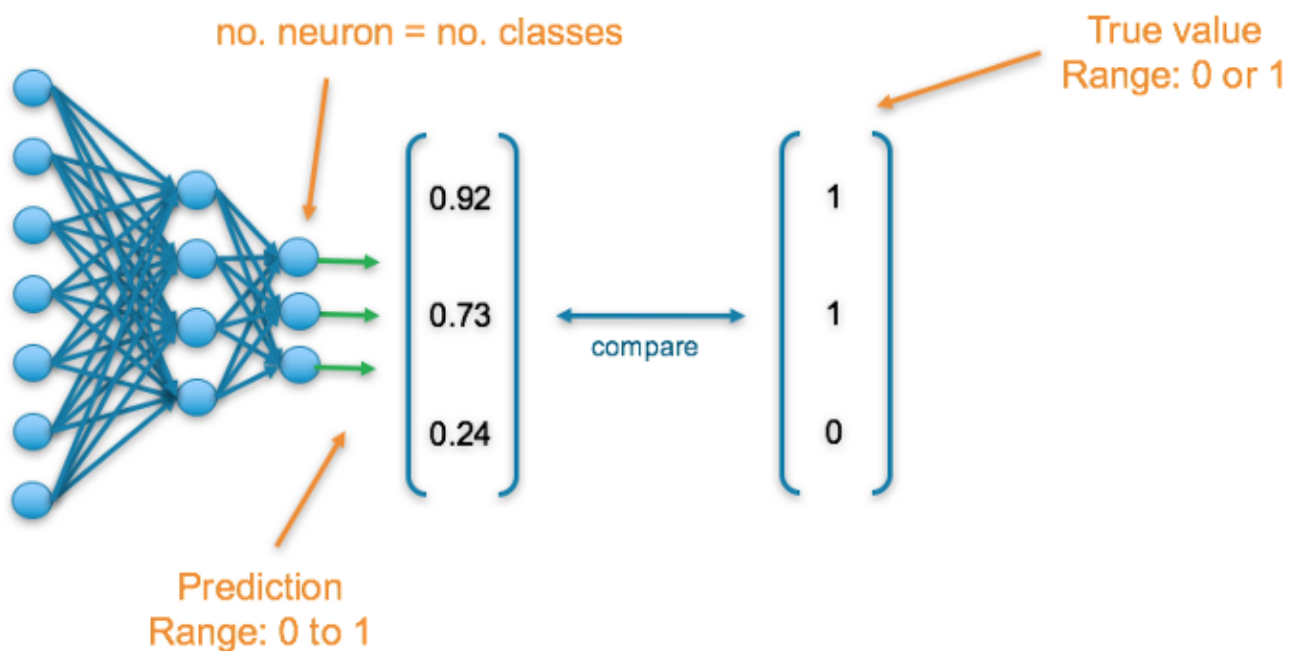 no. neuron = no. classes
True value
Range: 0 or 1
0.92
1
0.73
compare
1
0.24
0
Prediction
Range: 0 to 1